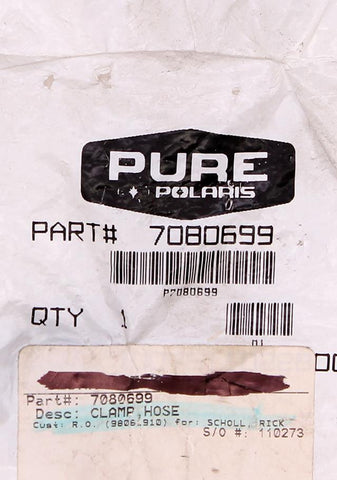 PURE
POLARIS
PART# 7080699
P7080699
QTY 1
01
Part#: 7080699
Desc: CLAMP,HOSE
Cust: R.O. (9806-910) for: SCHOLL, RICK
S/O #: 110273